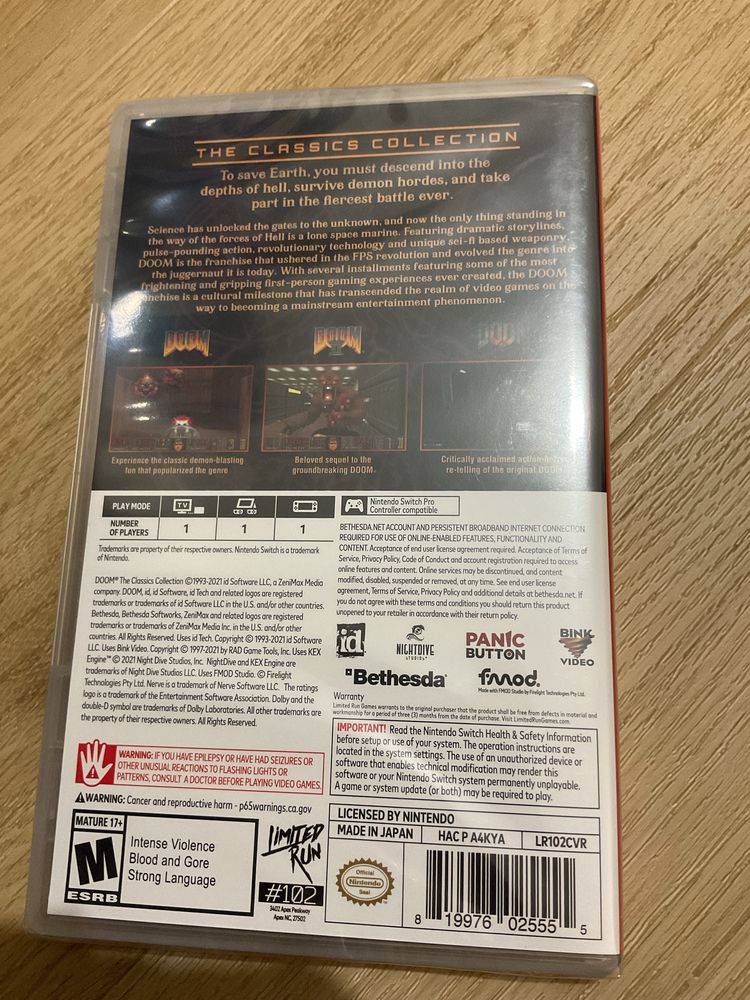 THE CLASSICS COLLECTION
To save Earth, you must descend into the
depths of hell, survive demon hordes, and take
part in the fiercest battle ever.
Science has unlocked the gates to the unknown, and now the only thing standing in
the way of the forces of Hell is a lone space marine. Featuring dramatic storylines,
pulse-pounding action, revolutionary technology and unique sci-fi based weaponry,
DOOM is the franchise that ushered in the FPS revolution and evolved the genre into
the juggernaut it is today. With several installments featuring some of the most
frightening and gripping first-person gaming experiences ever created, the DOOM
franchise is a cultural milestone that has transcended the realm of video games on the
way to becoming a mainstream entertainment phenomenon.
DOOM DOOM II DOOM
Experience the classic demon-blasting
fun that popularized the genre
Beloved sequel to the
groundbreaking DOOM.
Critically acclaimed action-horror
re-telling of the original DOOM.
PLAY MODE TV
NUMBER OF PLAYERS 1 1 1
Nintendo Switch Pro
Controller compatible
Trademarks are property of their respective owners. Nintendo Switch is a trademark
of Nintendo.
DOOM® The Classics Collection ©1993-2021 id Software LLC, a ZeniMax Media
company. DOOM, id, id Software, id Tech and related logos are registered
trademarks or trademarks of id Software LLC in the U.S. and/or other countries.
Bethesda, Bethesda Softworks, ZeniMax and related logos are registered
trademarks or trademarks of ZeniMax Media Inc. in the U.S. and/or other
countries. All Rights Reserved. Uses id Tech. Copyright © 1993-2021 id Software
LLC. Uses Bink Video. Copyright © 1997-2021 by RAD Game Tools, Inc. Uses KEX
Engine™ © 2021 Night Dive Studios, Inc. NightDive and KEX Engine are
trademarks of Night Dive Studios LLC. Uses FMOD Studio. © Firelight
Technologies Pty Ltd. Nerve is a trademark of Nerve Software LLC. The ratings
logo is a trademark of the Entertainment Software Association. Dolby and the
double-D symbol are trademarks of Dolby Laboratories. All other trademarks are
the property of their respective owners. All Rights Reserved.
BETHESDA.NET ACCOUNT AND PERSISTENT BROADBAND INTERNET CONNECTION
REQUIRED FOR USE OF ONLINE-ENABLED FEATURES, FUNCTIONALITY AND
CONTENT. Acceptance of end user license agreement required. Acceptance of Terms of
Service, Privacy Policy, Code of Conduct and account registration required to access
online features and content. Online services may be discontinued, and content
modified, disabled, suspended or removed, at any time. See end user license
agreement, Terms of Service, Privacy Policy and additional details at bethesda.net. If
you do not agree with these terms and conditions you should return this product
unopened to your retailer in accordance with their return policy.
id
NIGHTDIVE
STUDIOS
PANIC
BUTTON
BINK
VIDEO
Bethesda
fmod.
Made with FMOD Studio by Firelight Technologies Pty Ltd.
Warranty
Limited Run Games warrants to the original purchaser that the product shall be free from defects in material and
workmanship for a period of three (3) months from the date of purchase. Visit LimitedRunGames.com.
WARNING: IF YOU HAVE EPILEPSY OR HAVE HAD SEIZURES OR
OTHER UNUSUAL REACTIONS TO FLASHING LIGHTS OR
PATTERNS, CONSULT A DOCTOR BEFORE PLAYING VIDEO GAMES.
IMPORTANT! Read the Nintendo Switch Health & Safety Information
before setup or use of your system. The operation instructions are
located in the system settings. The use of an unauthorized device or
software that enables technical modification may render this
software or your Nintendo Switch system permanently unplayable.
A game or system update (or both) may be required to play.
⚠WARNING: Cancer and reproductive harm - p65warnings.ca.gov
MATURE 17+
M
ESRB
Intense Violence
Blood and Gore
Strong Language
LIMITED
RUN
#102
3402 Apex Peakway
Apex NC, 27502
LICENSED BY NINTENDO
MADE IN JAPAN HAC P A4KYA LR102CVR
Official
Nintendo
Seal
8 19976 02555 5